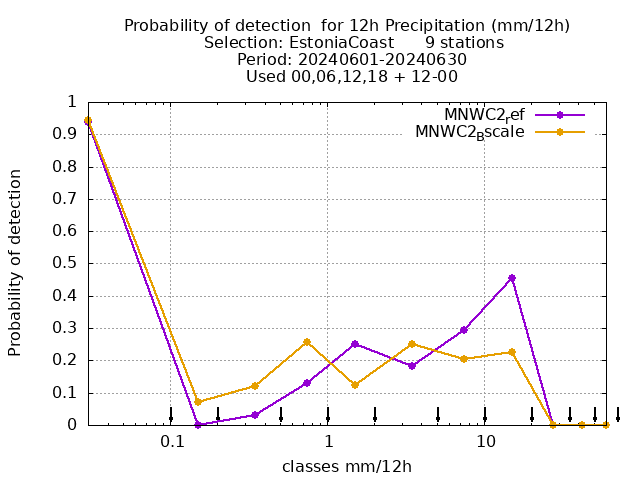 Probability of detection  for 12h Precipitation (mm/12h)
Selection: EstoniaCoast      9 stations
Period: 20240601-20240630
Used 00,06,12,18 + 12-00
MNWC2ref
MNWC2Bscale
1
0.9
0.8
0.7
0.6
0.5
0.4
0.3
0.2
0.1
0
Probability of detection
0.1 1 10
classes mm/12h